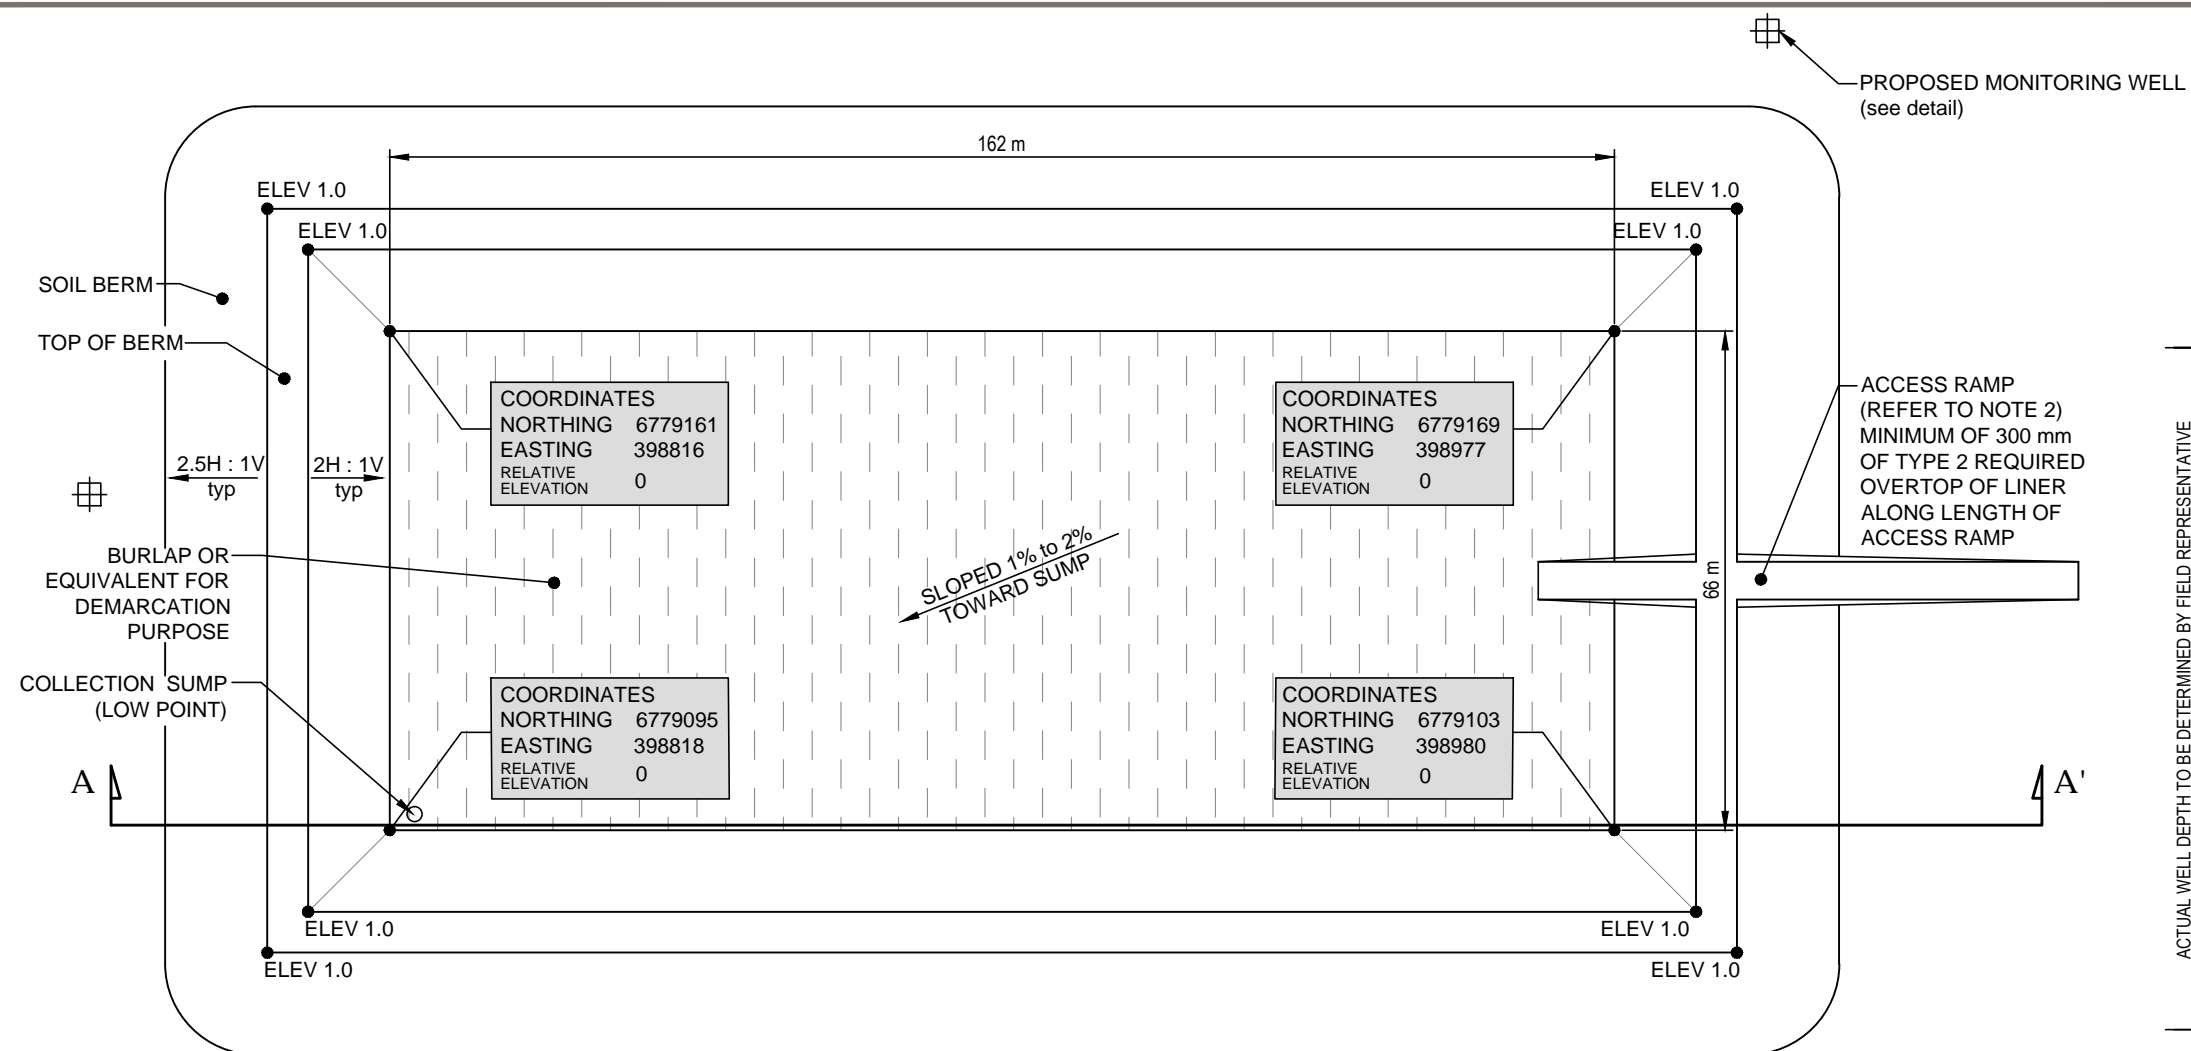 PROPOSED MONITORING WELL
(see detail)
162 m
ELEV 1.0
ELEV 1.0
ELEV 1.0
ELEV 1.0
SOIL BERM
TOP OF BERM
COORDINATES
NORTHING 6779161
EASTING 398816
RELATIVE
ELEVATION 0
COORDINATES
NORTHING 6779169
EASTING 398977
RELATIVE
ELEVATION 0
ACCESS RAMP
(REFER TO NOTE 2)
MINIMUM OF 300 mm
OF TYPE 2 REQUIRED
OVERTOP OF LINER
ALONG LENGTH OF
ACCESS RAMP
2.5H : 1V
typ
2H : 1V
typ
BURLAP OR
EQUIVALENT FOR
DEMARCATION
PURPOSE
SLOPED 1% to 2%
TOWARD SUMP
66 m
COLLECTION SUMP
(LOW POINT)
COORDINATES
NORTHING 6779095
EASTING 398818
RELATIVE
ELEVATION 0
COORDINATES
NORTHING 6779103
EASTING 398980
RELATIVE
ELEVATION 0
A
A'
ELEV 1.0
ELEV 1.0
ELEV 1.0
ELEV 1.0
ACTUAL WELL DEPTH TO BE DETERMINED BY FIELD REPRESENTATIVE